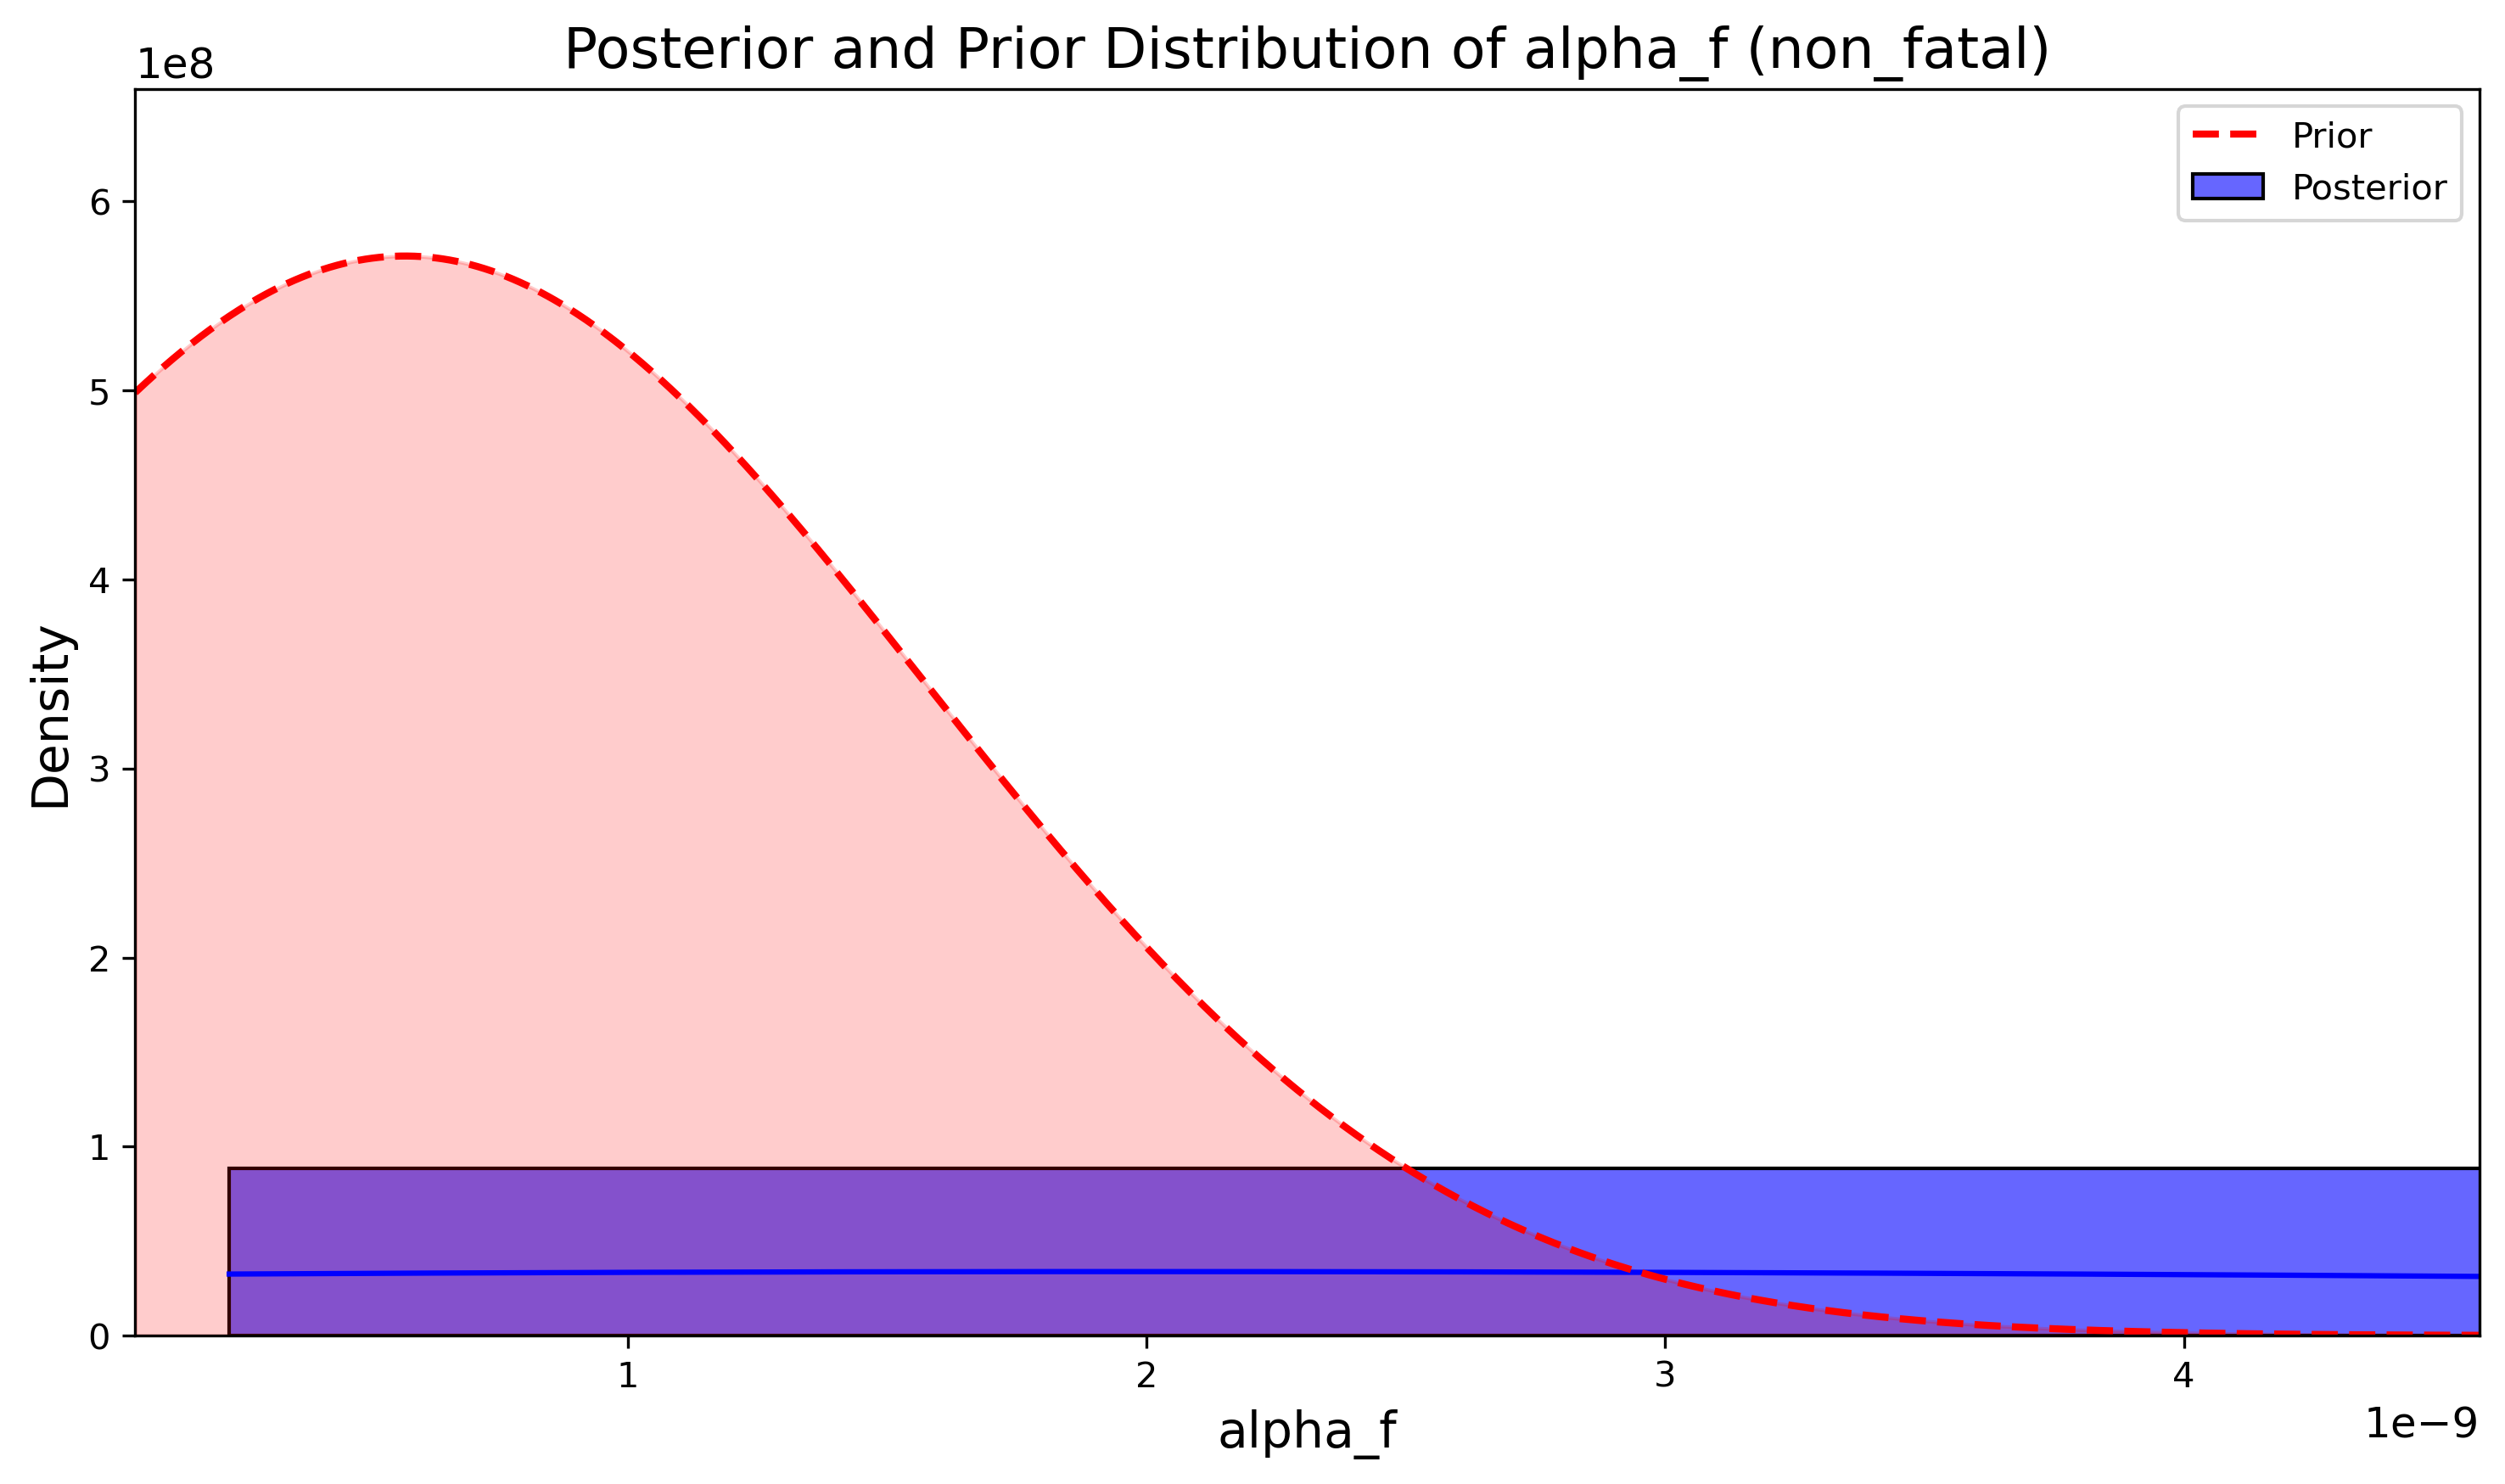 Posterior and Prior Distribution of alpha_f (non_fatal)
1e8
Prior
Posterior
6
5
4
3
2
1
0
Density
1
2
3
4
1e−9
alpha_f